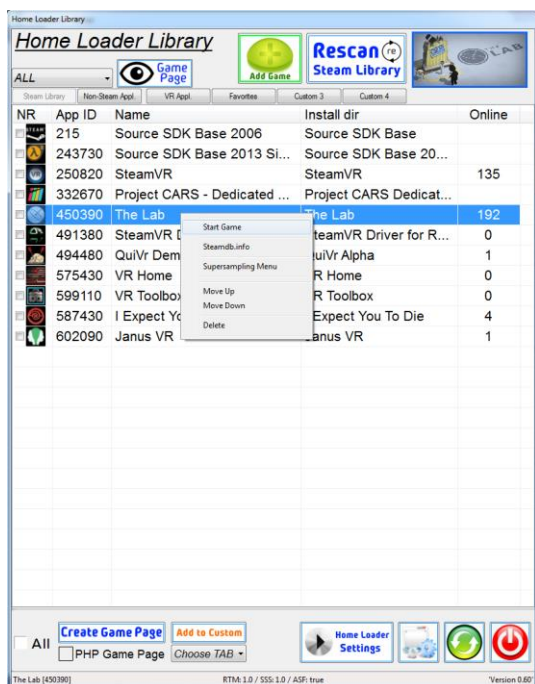 Home Loader Library
Home Loader Library
ALL
Game Page
Add Game
Rescan re
Steam Library
LAB
Steam Library Non-Steam Appl. VR Appl. Favorites Custom 3 Custom 4
NR App ID Name Install dir Online
215 Source SDK Base 2006 Source SDK Base
243730 Source SDK Base 2013 Si... Source SDK Base 20...
250820 SteamVR SteamVR 135
332670 Project CARS - Dedicated ... Project CARS Dedicat...
450390 The Lab The Lab 192
491380 SteamVR D teamVR Driver for R... 0
494480 QuiVr Dem uiVr Alpha 1
575430 VR Home R Home 0
599110 VR Toolbox R Toolbox 0
587430 I Expect Yo Expect You To Die 4
602090 Janus VR anus VR 1
Start Game
Steamdb.info
Supersampling Menu
Move Up
Move Down
Delete
All
Create Game Page
Add to Custom
PHP Game Page
Choose TAB
Home Loader
Settings
The Lab [450390] RTM: 1.0 / SSS: 1.0 / ASF: true 'Version 0.60'